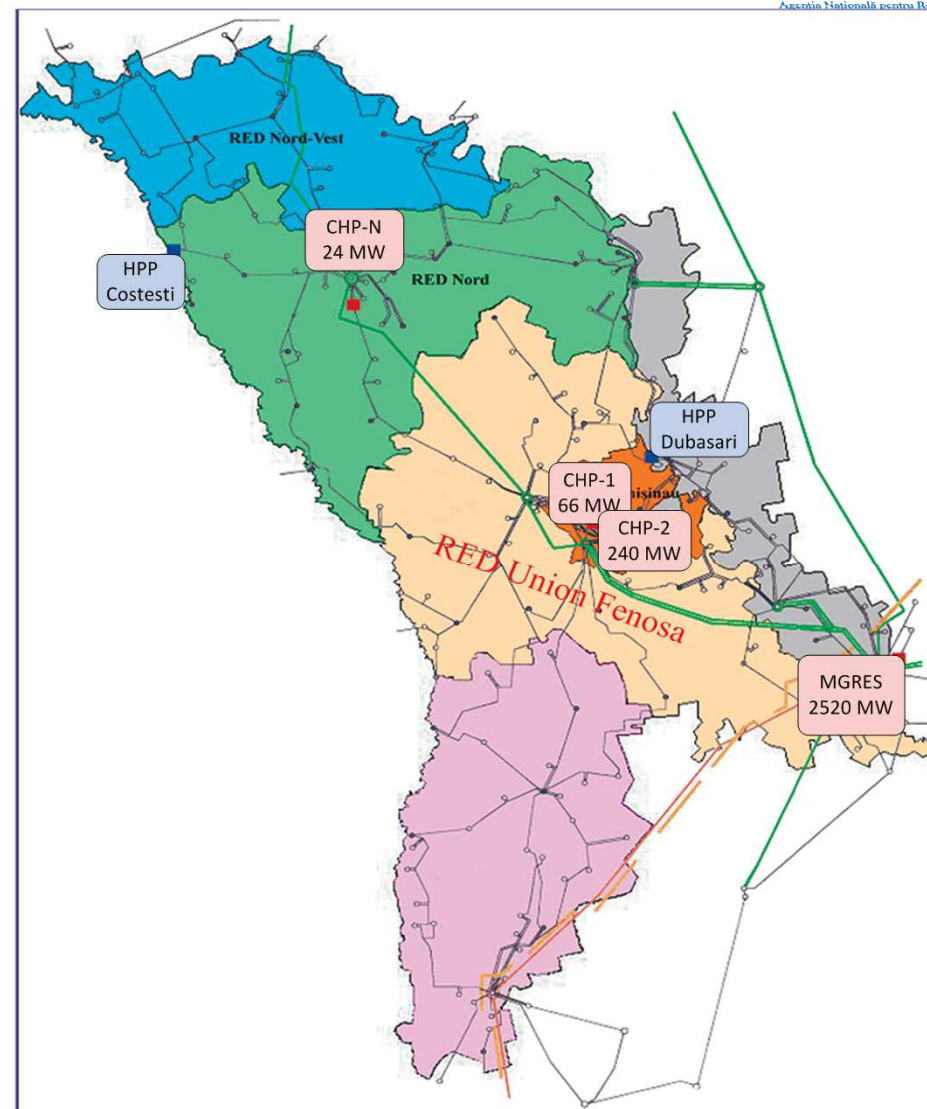 Agenția Națională pentru R
RED Nord-Vest
CHP-N
24 MW
HPP
Costesti
RED Nord
HPP
Dubasari
CHP-1
66 MW
CHP-2
240 MW
RED Union Fenosa
MGRES
2520 MW